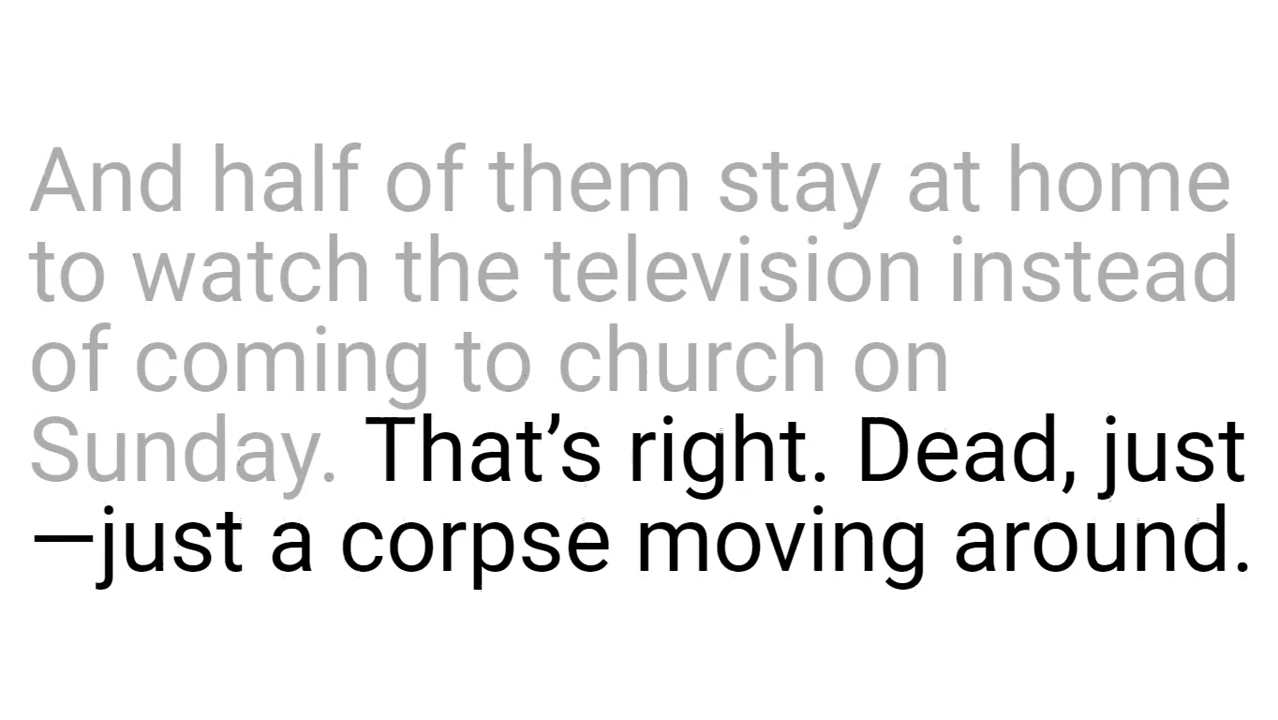 And half of them stay at home
to watch the television instead
of coming to church on
Sunday. That’s right. Dead, just
—just a corpse moving around.